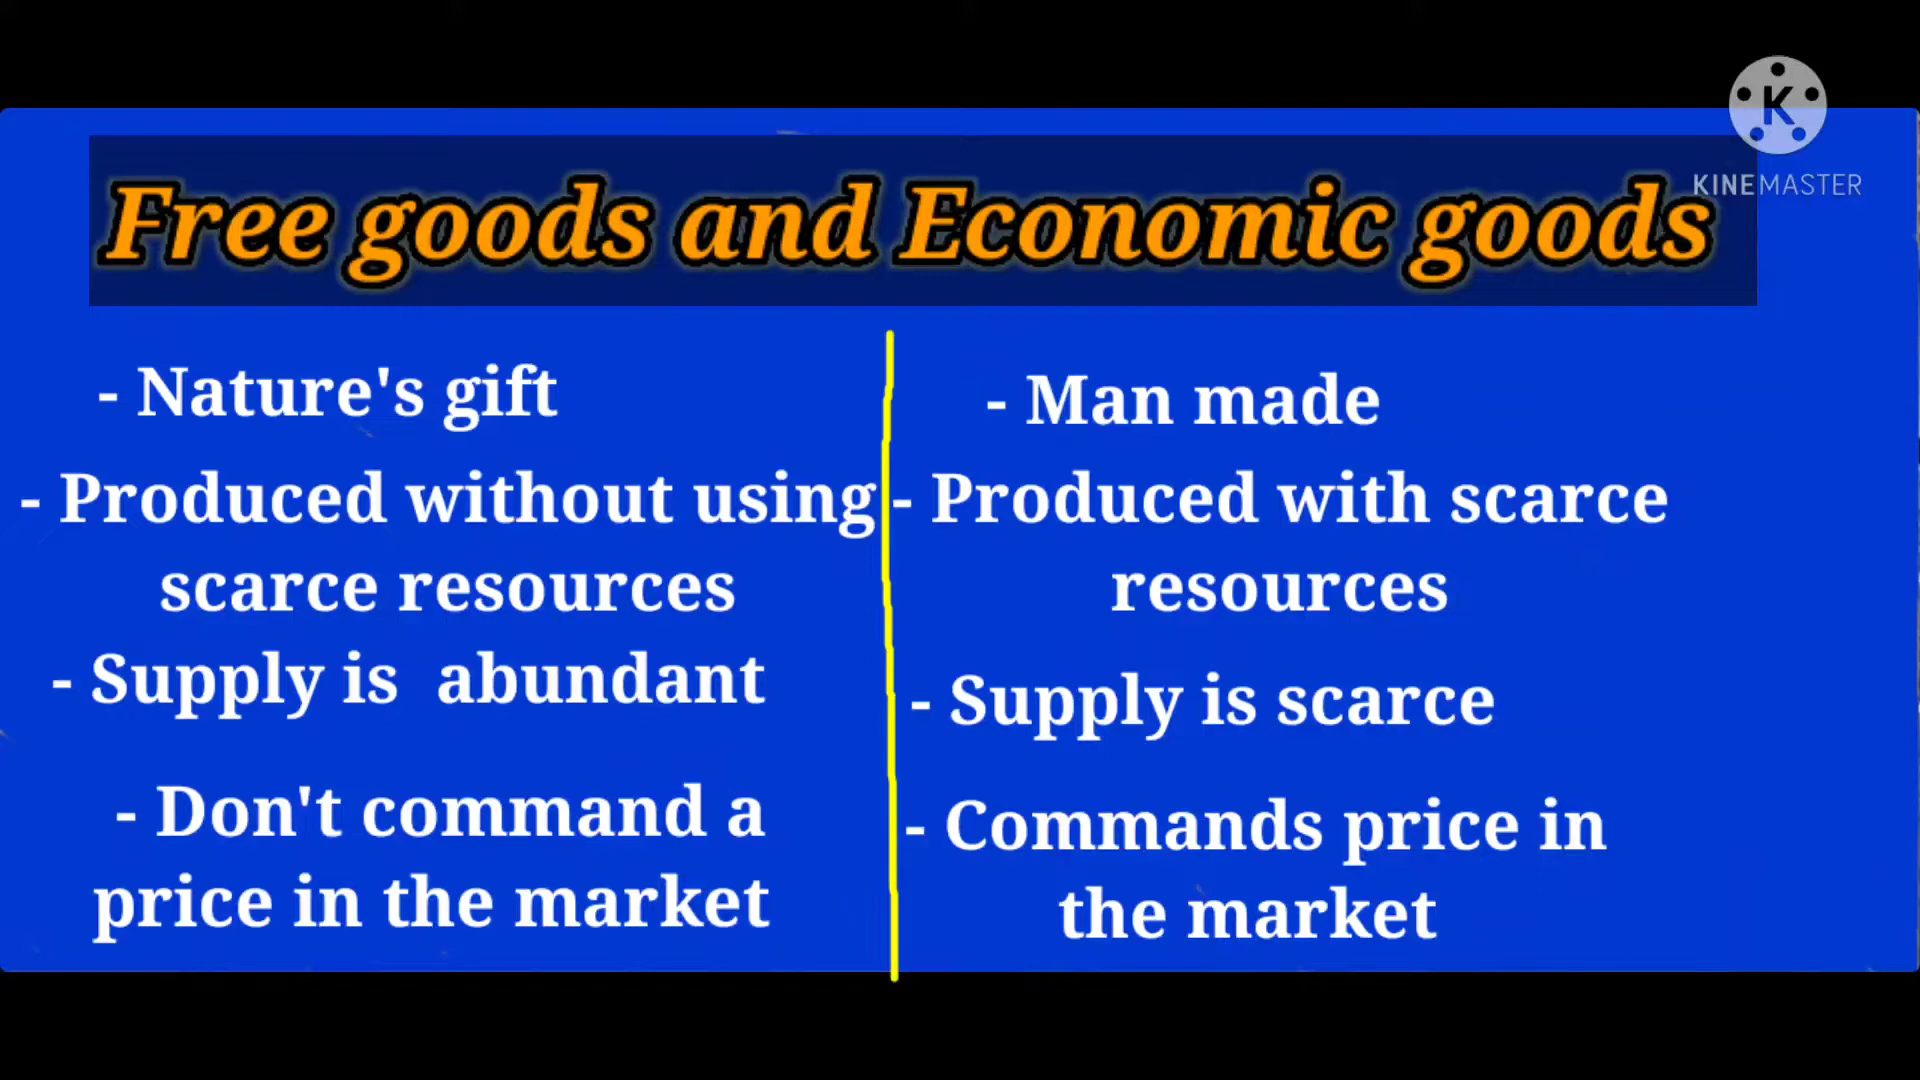 KINEMASTER
Free goods and Economic goods
- Nature's gift
- Produced without using
scarce resources
- Supply is  abundant
- Don't command a
price in the market
- Man made
- Produced with scarce
resources
- Supply is scarce
- Commands price in
the market